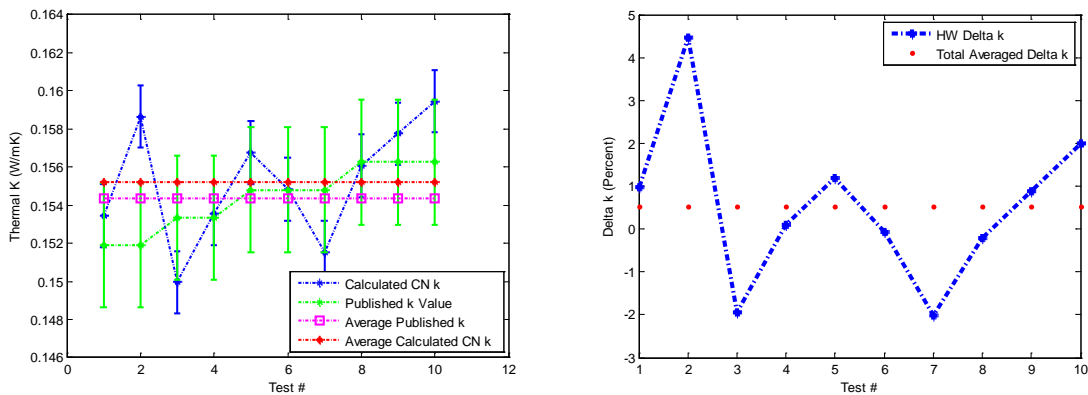 0.164
0.162
0.16
0.158
0.156
0.154
0.152
0.15
0.148
0.146
Thermal K (W/mK)
0 2 4 6 8 10 12
Test #
Calculated CN k
Published k Value
Average Published k
Average Calculated CN k
5
4
3
2
1
0
-1
-2
-3
Delta k (Percent)
1 2 3 4 5 6 7 8 9 10
Test #
HW Delta k
Total Averaged Delta k